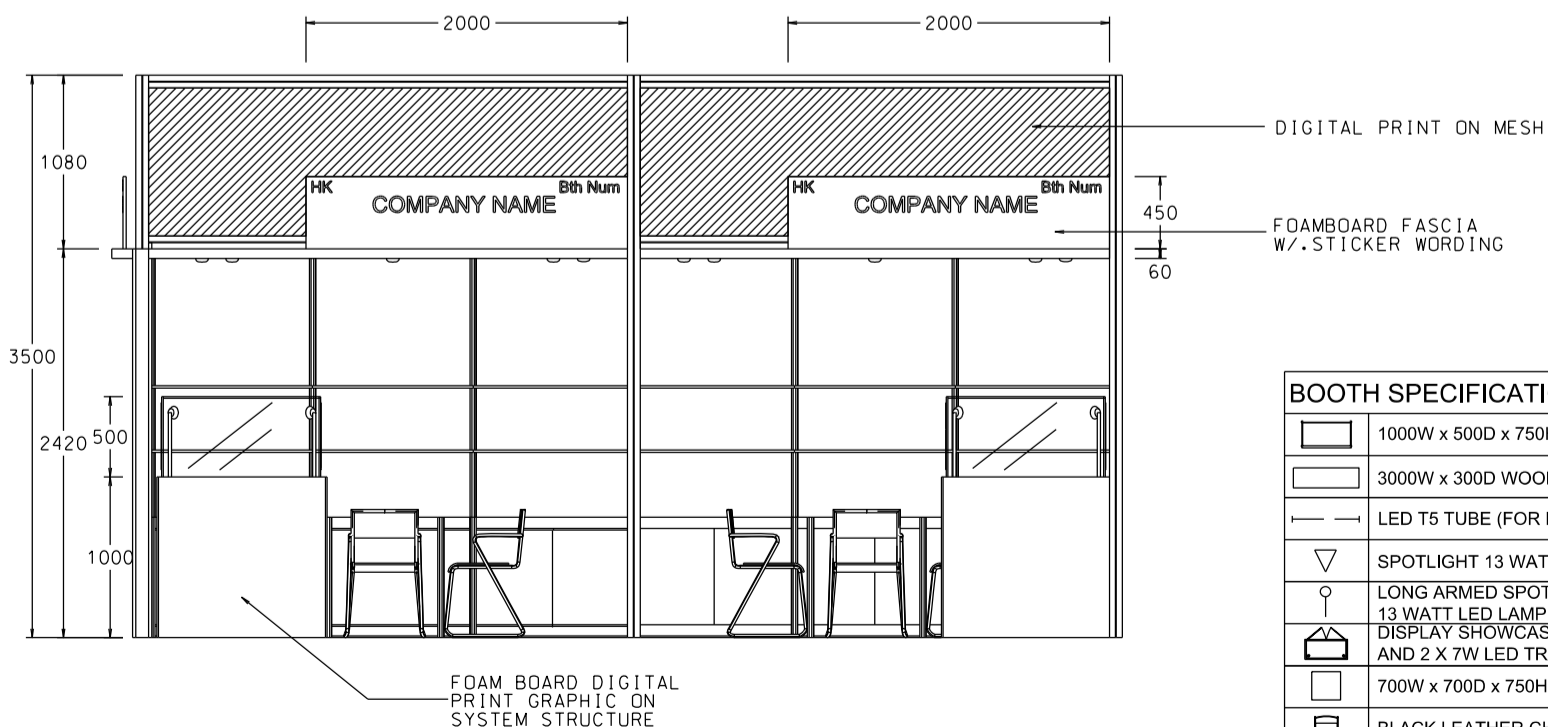 2000
2000
1080
HK
Bth Num
COMPANY NAME
HK
Bth Num
COMPANY NAME
DIGITAL PRINT ON MESH
450
FOAMBOARD FASCIA
W/.STICKER WORDING
60
3500
2420
500
1000
FOAM BOARD DIGITAL
PRINT GRAPHIC ON
SYSTEM STRUCTURE
BOOTH SPECIFICATI
1000W x 500D x 750
3000W x 300D
LED T5 TUBE (FOR
SPOTLIGHT 13 WAT
LONG ARMED SPOT
13 WATT LED LAMP
DISPLAY SHOWCAS
AND 2 X 7W LED TR
700W x 700D x 750H
BLACK LEATHER